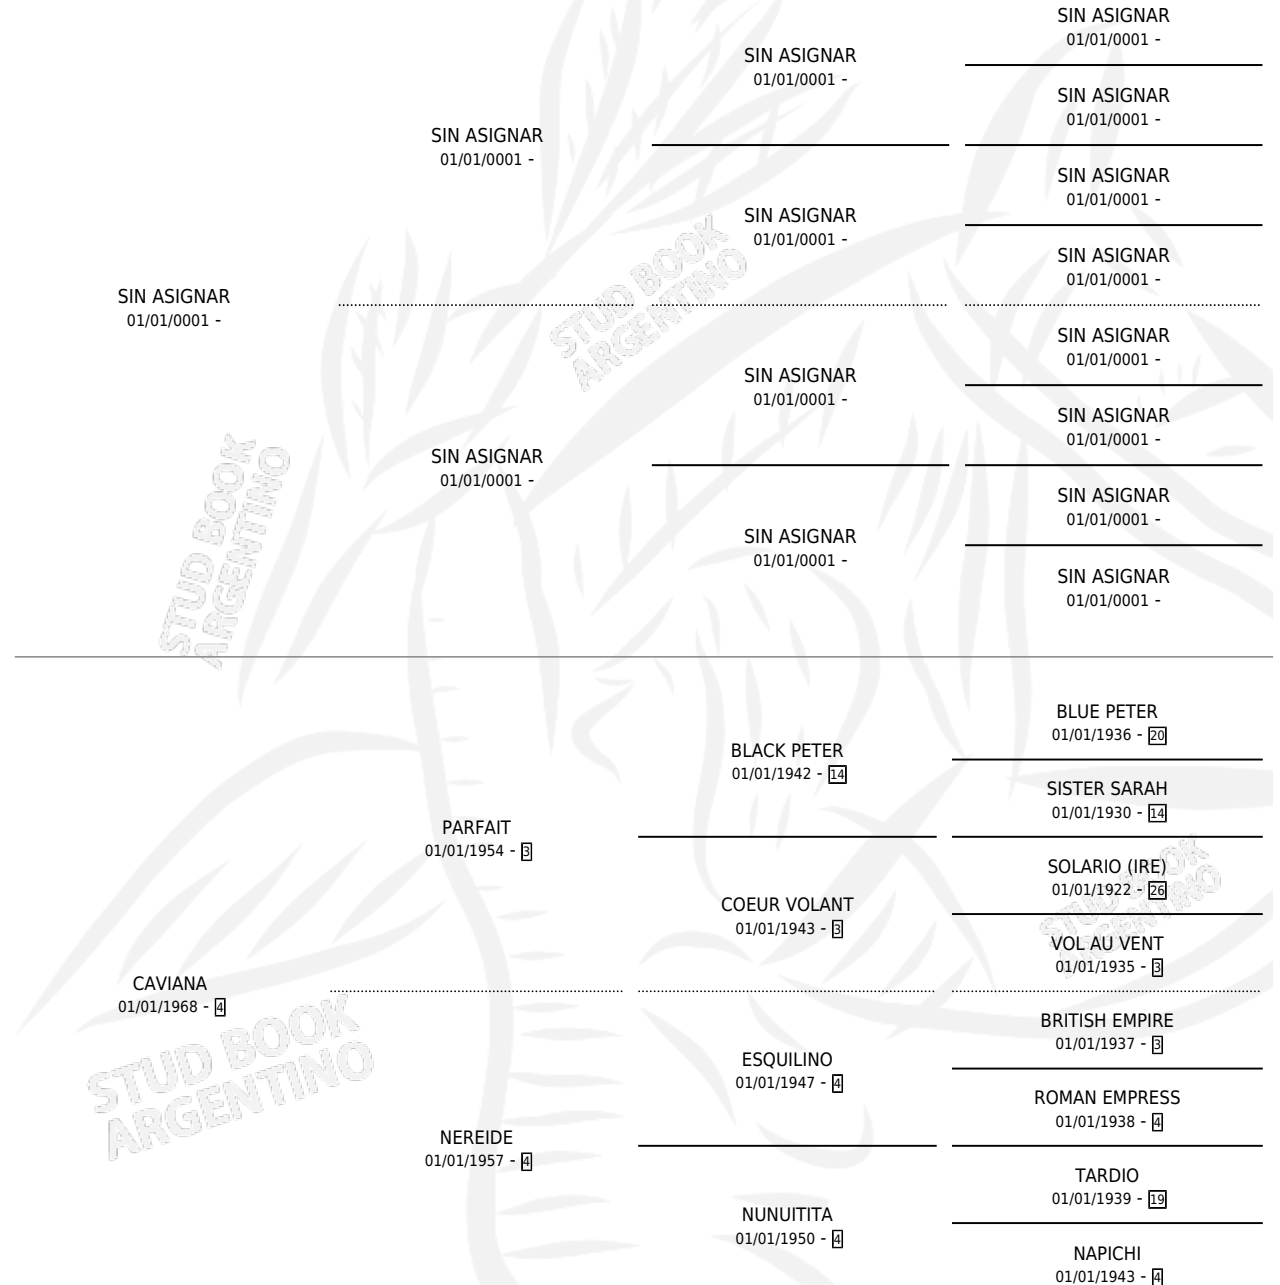 SIN ASIGNAR
01/01/0001 -
SIN ASIGNAR
01/01/0001 -
SIN ASIGNAR
01/01/0001 -
SIN ASIGNAR
01/01/0001 -
SIN ASIGNAR
01/01/0001 -
SIN ASIGNAR
01/01/0001 -
SIN ASIGNAR
01/01/0001 -
SIN ASIGNAR
01/01/0001 -
SIN ASIGNAR
01/01/0001 -
SIN ASIGNAR
01/01/0001 -
SIN ASIGNAR
01/01/0001 -
SIN ASIGNAR
01/01/0001 -
SIN ASIGNAR
01/01/0001 -
SIN ASIGNAR
01/01/0001 -
SIN ASIGNAR
01/01/0001 -
STUD BOOK
ARGENTINO
STUD BOOK
ARGENTINO
BLUE PETER
01/01/1936 - 20
BLACK PETER
01/01/1942 - 14
SISTER SARAH
01/01/1930 - 14
PARFAIT
01/01/1954 - 3
SOLARIO (IRE)
01/01/1922 - 26
COEUR VOLANT
01/01/1943 - 3
VOL AU VENT
01/01/1935 - 3
CAVIANA
01/01/1968 - 4
BRITISH EMPIRE
01/01/1937 - 3
ESQUILINO
01/01/1947 - 4
ROMAN EMPRESS
01/01/1938 - 4
NEREIDE
01/01/1957 - 4
TARDIO
01/01/1939 - 19
NUNUITITA
01/01/1950 - 4
NAPICHI
01/01/1943 - 4
STUD BOOK
ARGENTINO
STUD BOOK
ARGENTINO